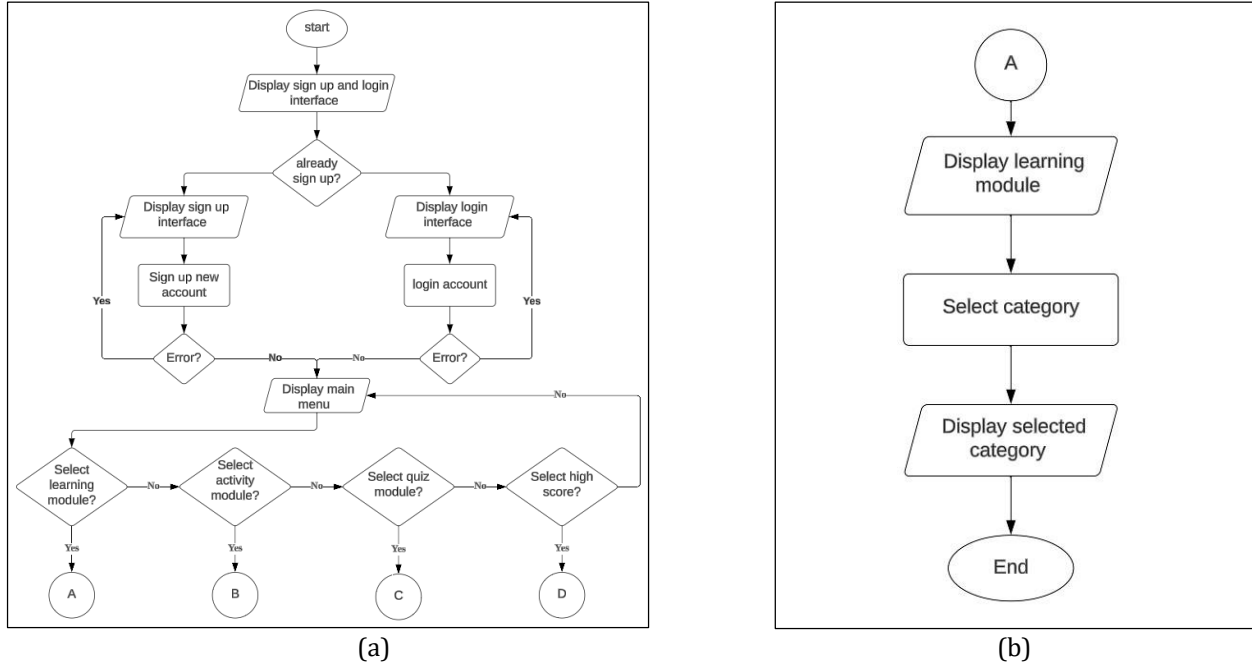 start
Display sign up and login
interface
already
sign up?
Display sign up
interface
Display login
interface
Sign up new
account
login account
Yes
Yes
Error?
No
No
Error?
Display main
menu
No
Select
learning
module?
No
Select
activity
module?
No
Select quiz
module?
No
Select high
score?
Yes
Yes
Yes
Yes
A
B
C
D
(a)
A
Display learning
module
Select category
Display selected
category
End
(b)